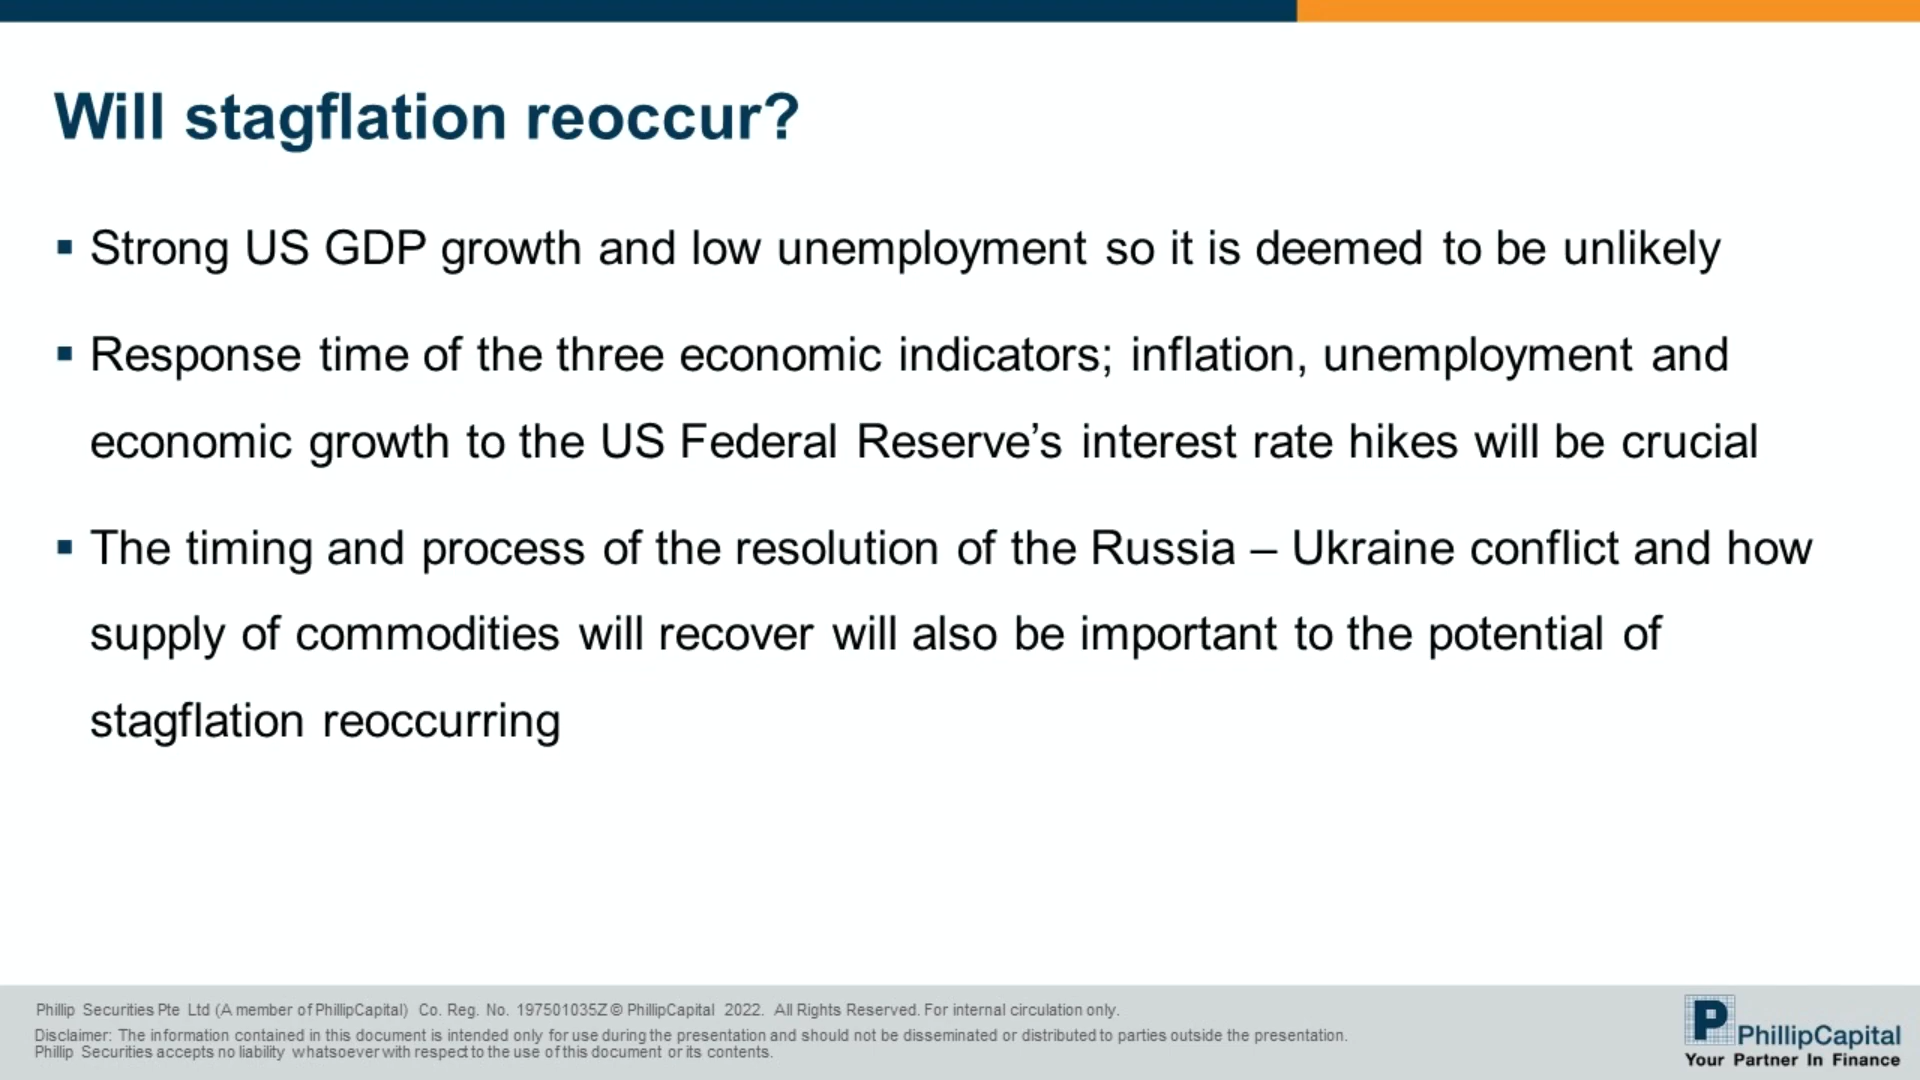 Will stagflation reoccur?
▪ Strong US GDP growth and low unemployment so it is deemed to be unlikely
▪ Response time of the three economic indicators; inflation, unemployment and
economic growth to the US Federal Reserve’s interest rate hikes will be crucial
▪ The timing and process of the resolution of the Russia – Ukraine conflict and how
supply of commodities will recover will also be important to the potential of
stagflation reoccurring
Phillip Securities Pte Ltd (A member of PhillipCapital) Co. Reg. No. 197501035Z © PhillipCapital 2022. All Rights Reserved. For internal circulation only.
Disclaimer: The information contained in this document is intended only for use during the presentation and should not be disseminated or distributed to parties outside the presentation.
Phillip Securities accepts no liability whatsoever with respect to the use of this document or its contents.
P PhillipCapital
Your Partner In Finance